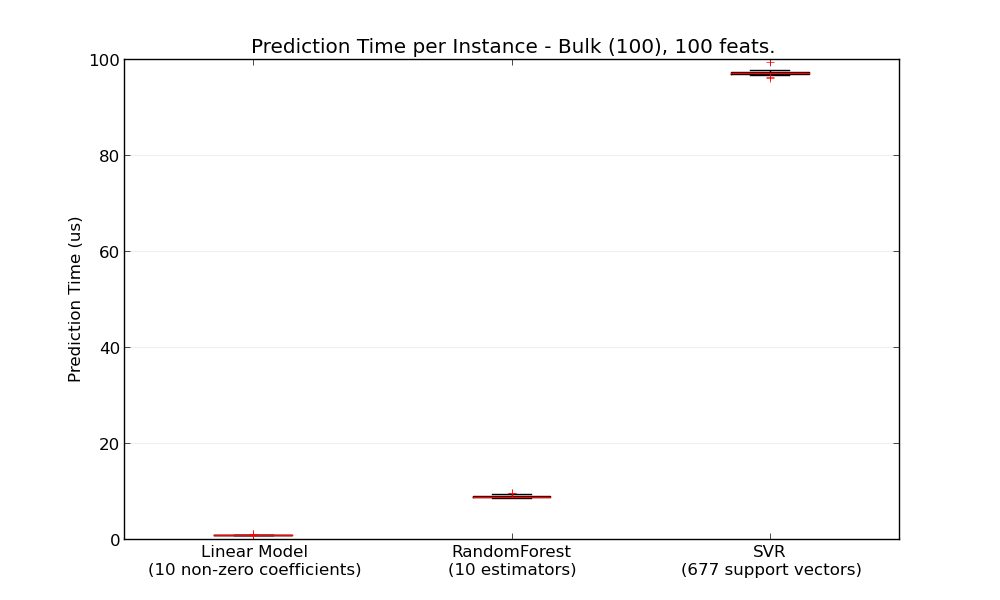 Prediction Time per Instance - Bulk (100), 100 feats.
100
80
60
40
20
0
Prediction Time (us)
Linear Model
(10 non-zero coefficients)
RandomForest
(10 estimators)
SVR
(677 support vectors)